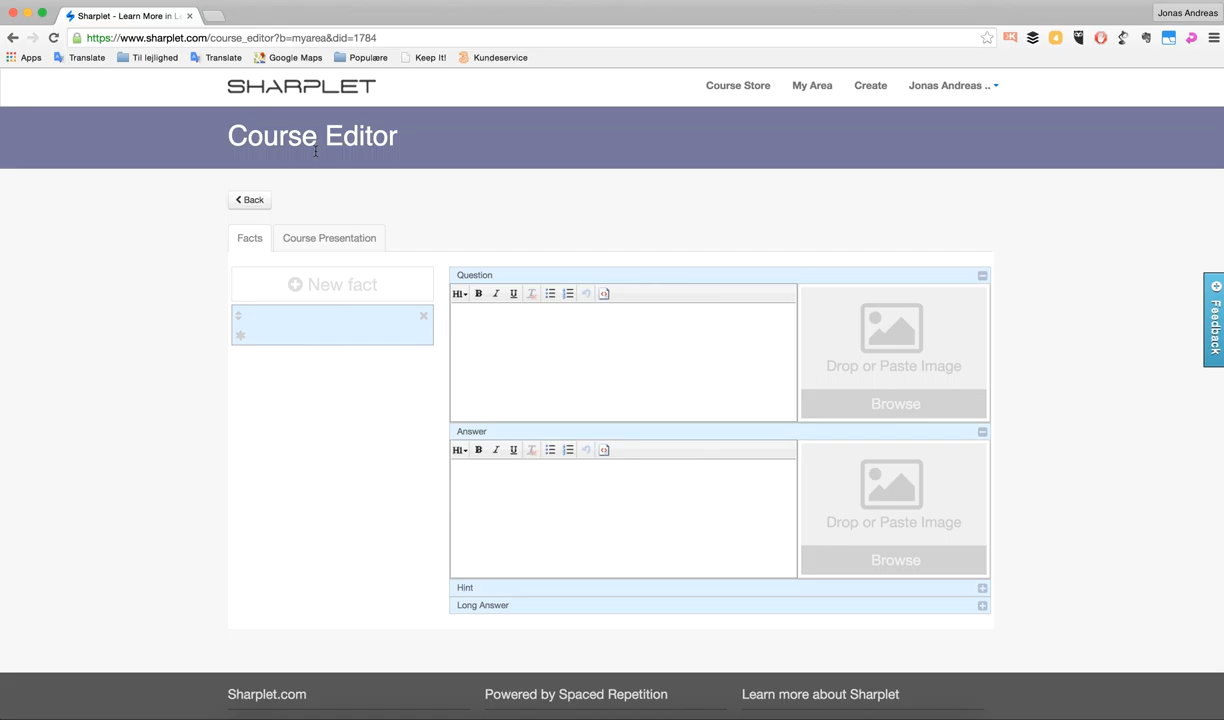 Sharplet - Learn More in L
Jonas Andreas
https://www.sharplet.com/course_editor?b=myarea&did=1784
Apps Translate Til lejlighed Translate Google Maps Populære Keep It! Kundeservice
SHARPLET Course Store My Area Create Jonas Andreas ..
Course Editor
Back
Facts Course Presentation
New fact
Question
H1 B I U
Drop or Paste Image
Browse
Answer
H1 B I U
Drop or Paste Image
Browse
Hint
Long Answer
Feedback
Sharplet.com Powered by Spaced Repetition Learn more about Sharplet